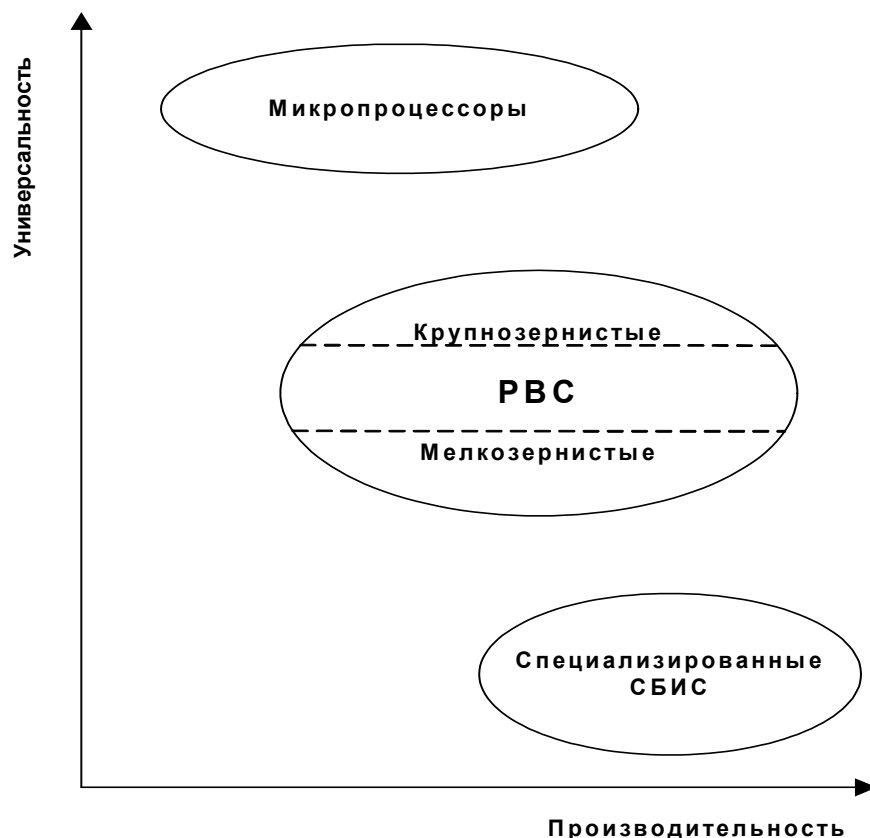 Универсальность
Микропроцессоры
Крупнозернистые
РВС
Мелкозернистые
Специализированные
СБИС
Производительность